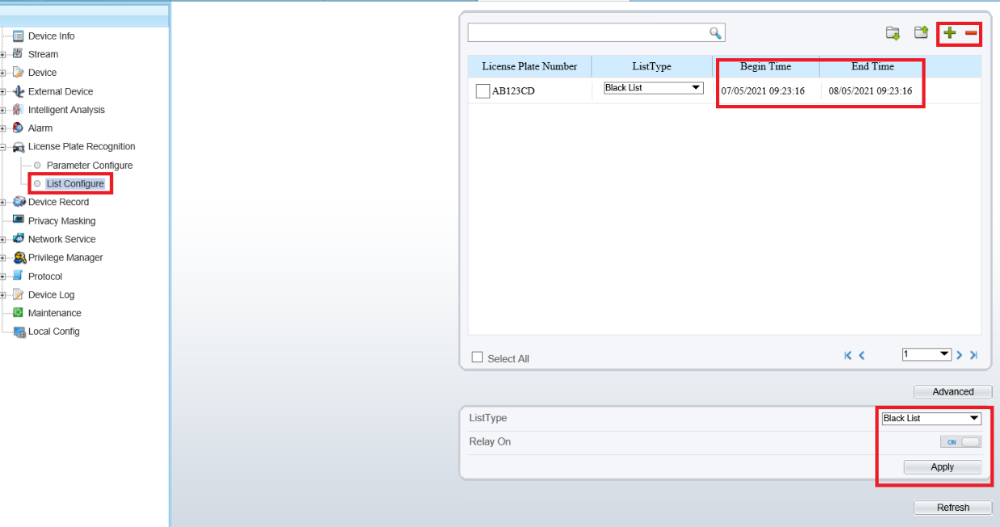 Device Info
Stream
Device
External Device
Intelligent Analysis
Alarm
License Plate Recognition
Parameter Configure
List Configure
Device Record
Privacy Masking
Network Service
Privilege Manager
Protocol
Device Log
Maintenance
Local Config
License Plate Number ListType Begin Time End Time
AB123CD Black List 07/05/2021 09:23:16 08/05/2021 09:23:16
Select All 1
Advanced
ListType Black List
Relay On ON
Apply
Refresh